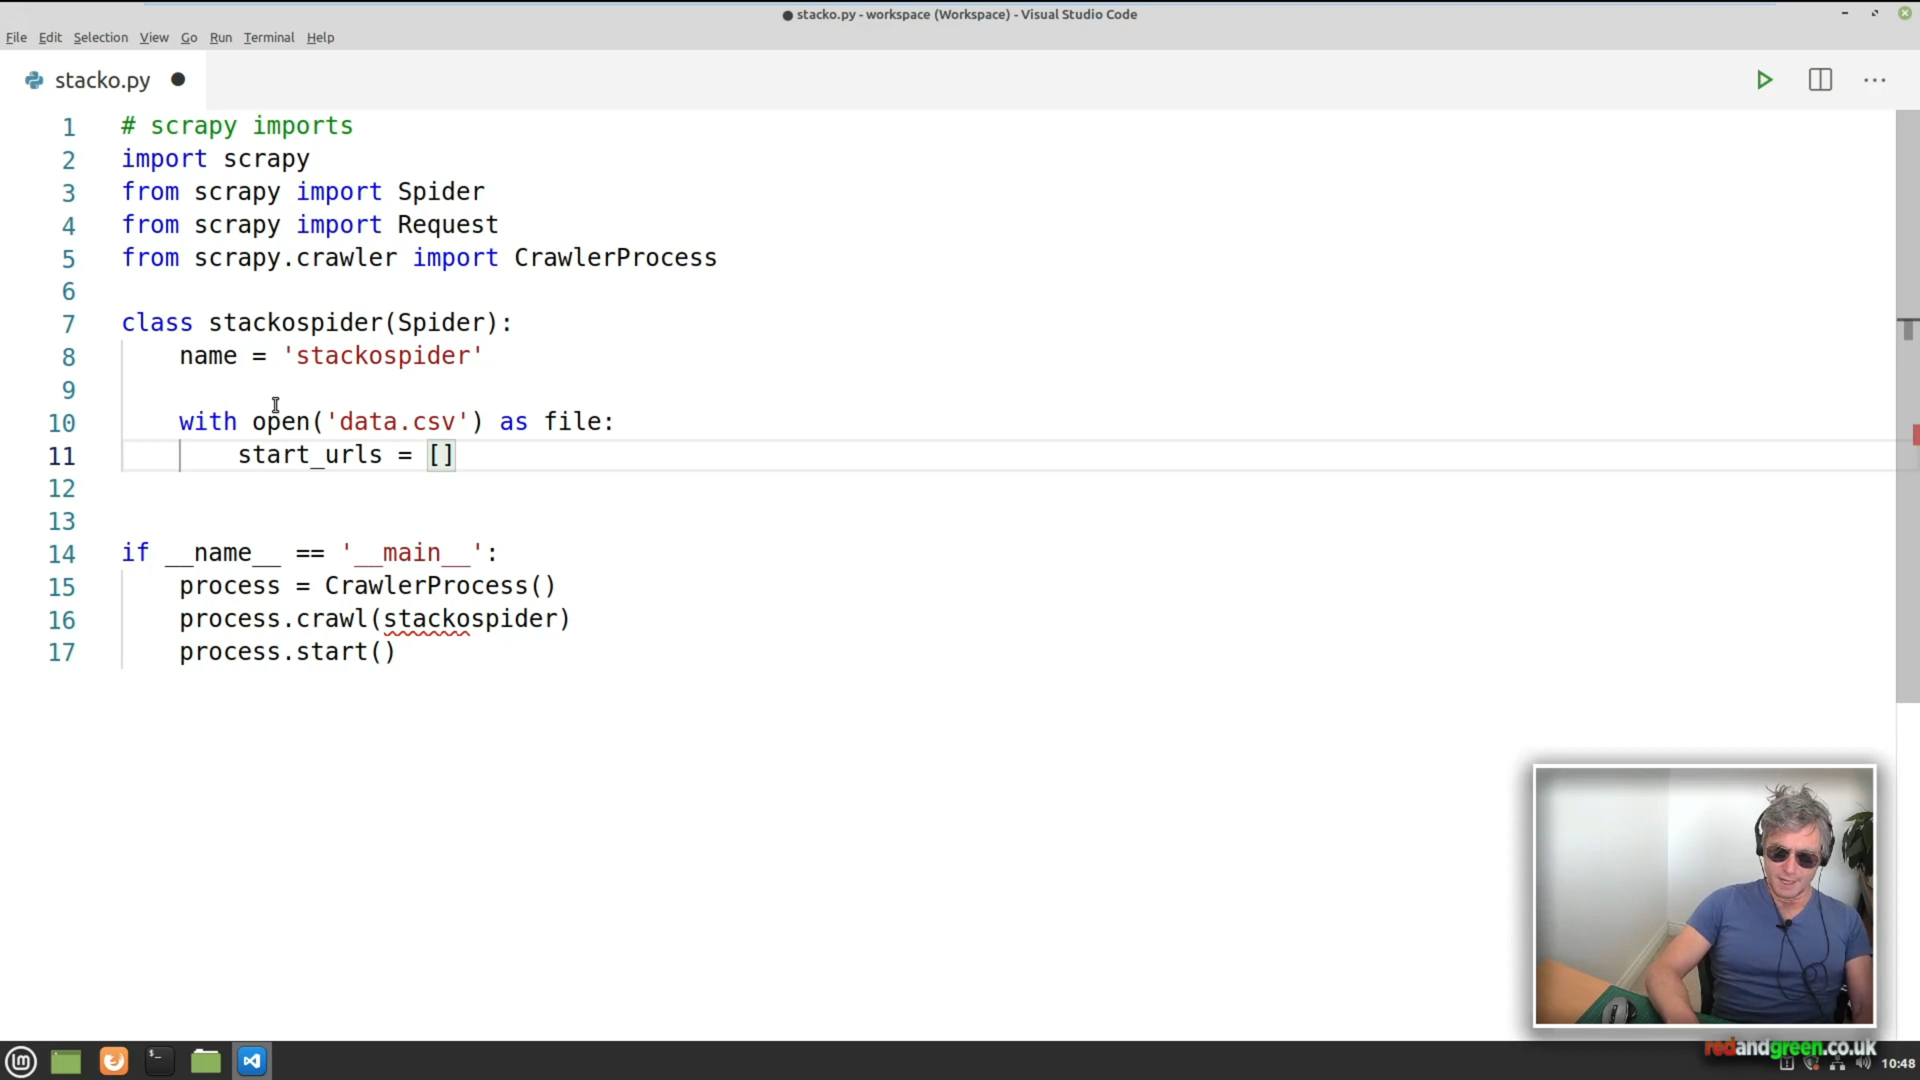 stacko.py - workspace (Workspace) - Visual Studio Code
File Edit Selection View Go Run Terminal Help
stacko.py
1 # scrapy imports
2 import scrapy
3 from scrapy import Spider
4 from scrapy import Request
5 from scrapy.crawler import CrawlerProcess
6
7 class stackospider(Spider):
8 name = 'stackospider'
9
10 with open('data.csv') as file:
11 start_urls = []
12
13
14 if __name__ == '__main__':
15 process = CrawlerProcess()
16 process.crawl(stackospider)
17 process.start()
redandgreen.co.uk
10:48